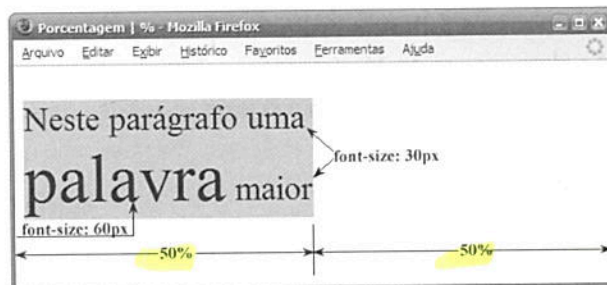 Porcentagem | % - Mozilla Firefox
Arquivo Editar Exibir Histórico Favoritos Ferramentas Ajuda
Neste parágrafo uma
font-size: 30px
palavra maior
font-size: 60px
50% 50%